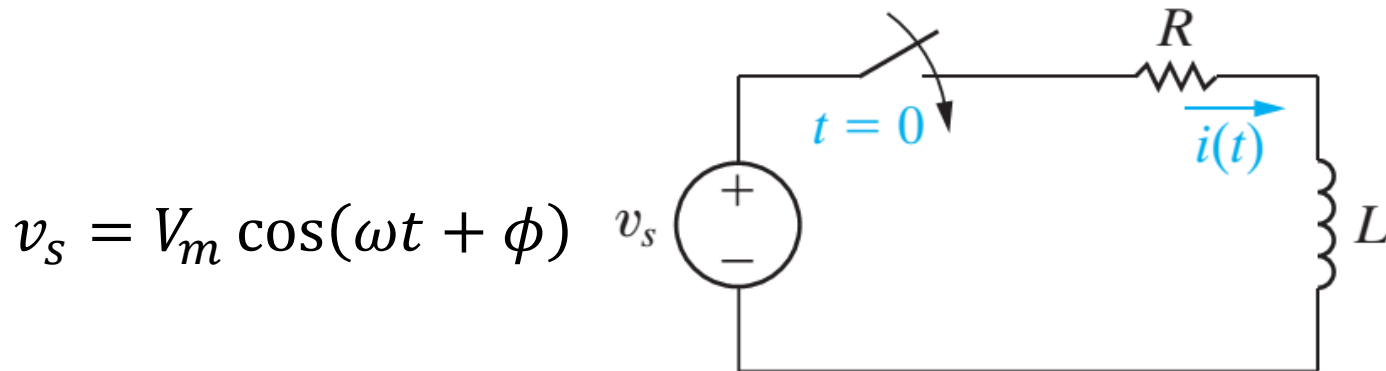 v_s = V_m cos(ωt + ϕ)
v_s
+
−
t = 0
R
i(t)
L